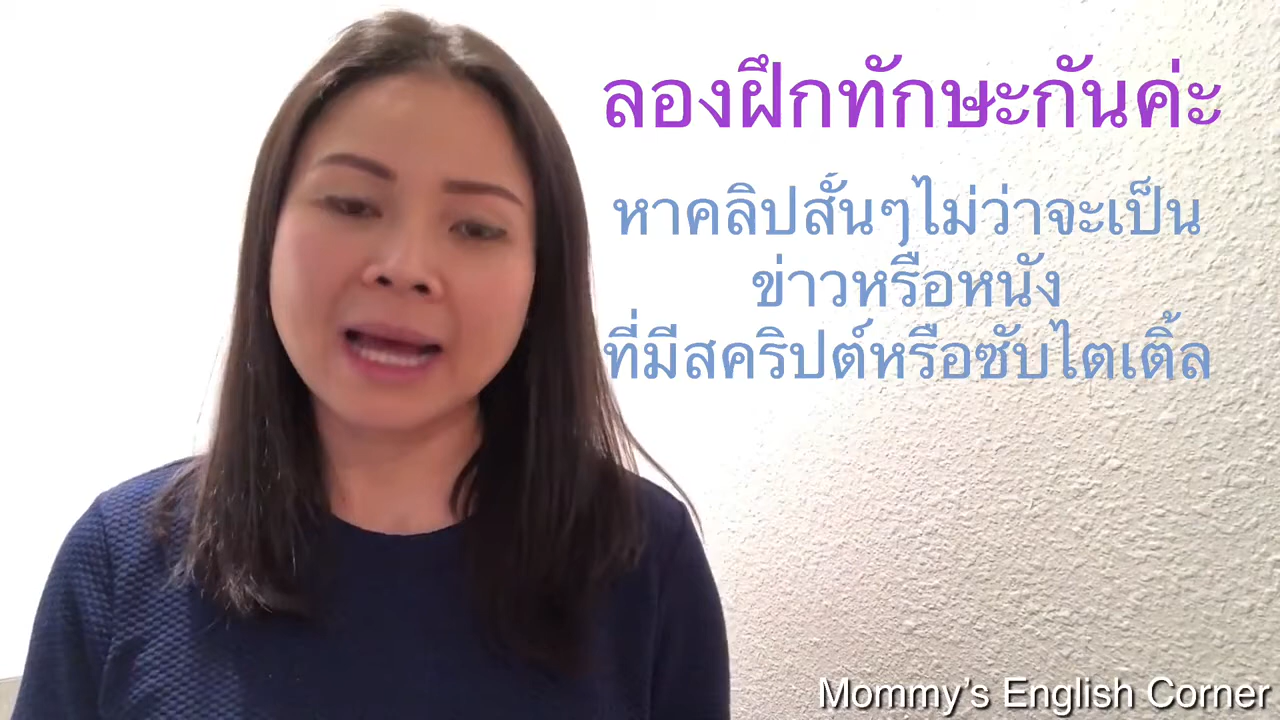 ลองฝึกทักษะกันค่ะ
หาคลิปสั้นๆไม่ว่าจะเป็น
ข่าวหรือหนัง
ที่มีสคริปต์หรือซับไตเติ้ล
Mommy's English Corner